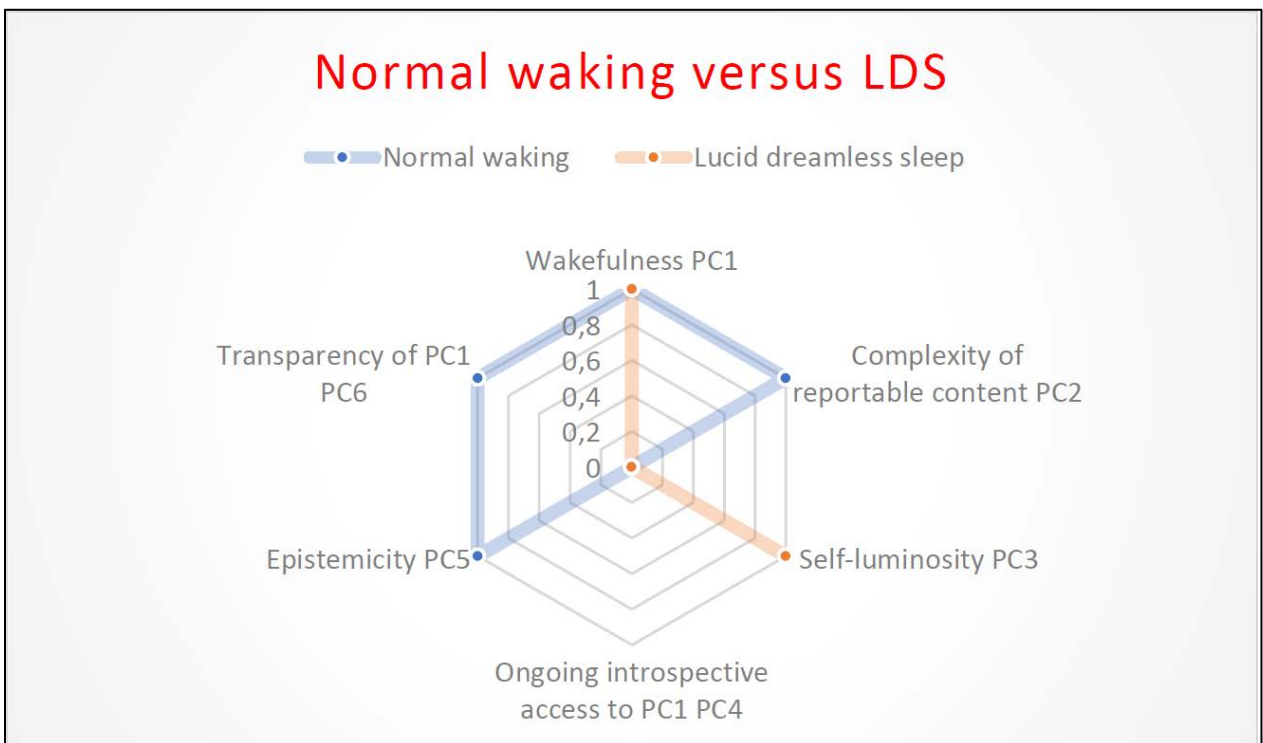 Normal waking versus LDS
Normal waking
Lucid dreamless sleep
Wakefulness PC1
1
0,8
0,6
0,4
0,2
0
Transparency of PC1
PC6
Complexity of
reportable content PC2
Epistemicity PC5
Self-luminosity PC3
Ongoing introspective
access to PC1 PC4